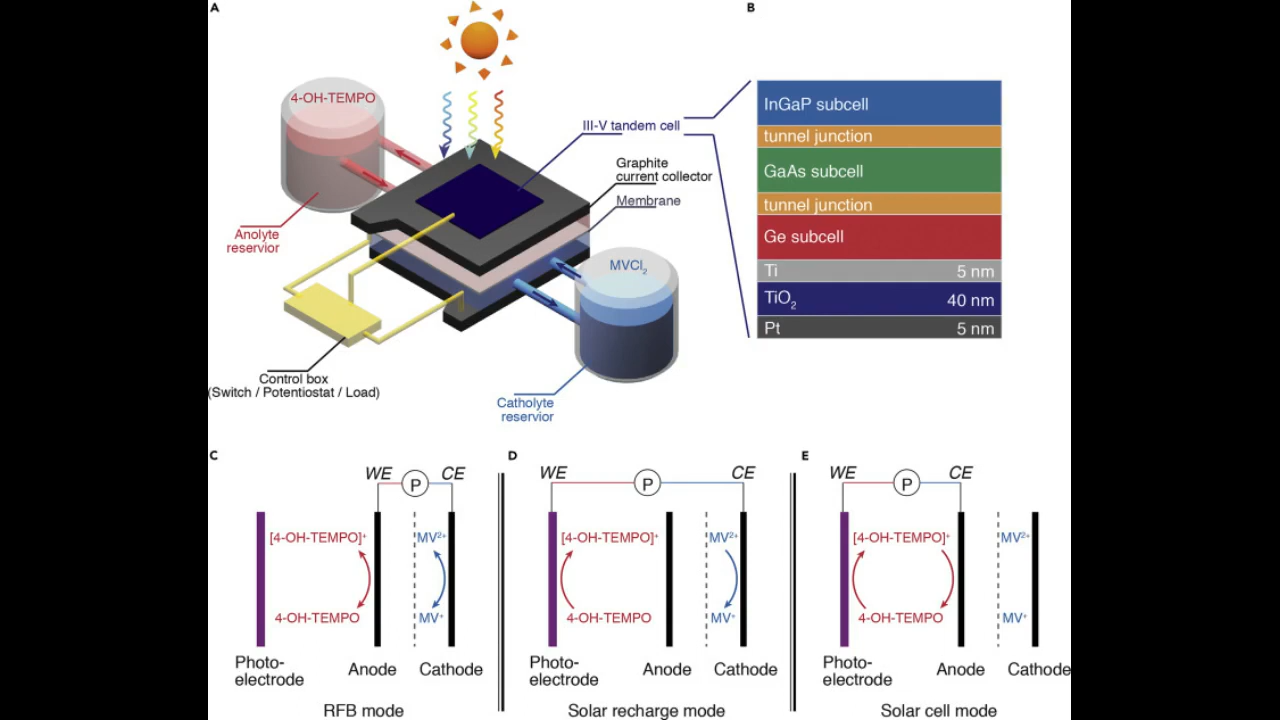 A
4-OH-TEMPO
III-V tandem cell
Graphite
current collector
Membrane
Anolyte
reservior
MVCl₂
Control box
(Switch / Potentiostat / Load)
Catholyte
reservior
B
InGaP subcell
tunnel junction
GaAs subcell
tunnel junction
Ge subcell
Ti 5 nm
TiO₂ 40 nm
Pt 5 nm
C
WE P CE
[4-OH-TEMPO]⁺ MV²⁺
4-OH-TEMPO MV⁺
Photo-
electrode
Anode
Cathode
RFB mode
D
WE P CE
[4-OH-TEMPO]⁺ MV²⁺
4-OH-TEMPO MV⁺
Photo-
electrode
Anode
Cathode
Solar recharge mode
E
WE P CE
[4-OH-TEMPO]⁺ MV²⁺
4-OH-TEMPO MV⁺
Photo-
electrode
Anode
Cathode
Solar cell mode